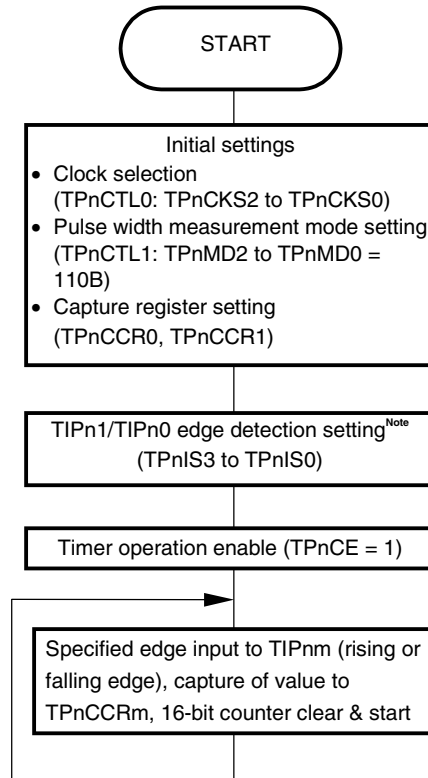 START
Initial settings
• Clock selection
(TPnCTL0: TPnCKS2 to TPnCKS0)
• Pulse width measurement mode setting
(TPnCTL1: TPnMD2 to TPnMD0 =
110B)
• Capture register setting
(TPnCCR0, TPnCCR1)
TIPn1/TIPn0 edge detection setting Note
(TPnIS3 to TPnIS0)
Timer operation enable (TPnCE = 1)
Specified edge input to TIPnm (rising or
falling edge), capture of value to
TPnCCRm, 16-bit counter clear & start